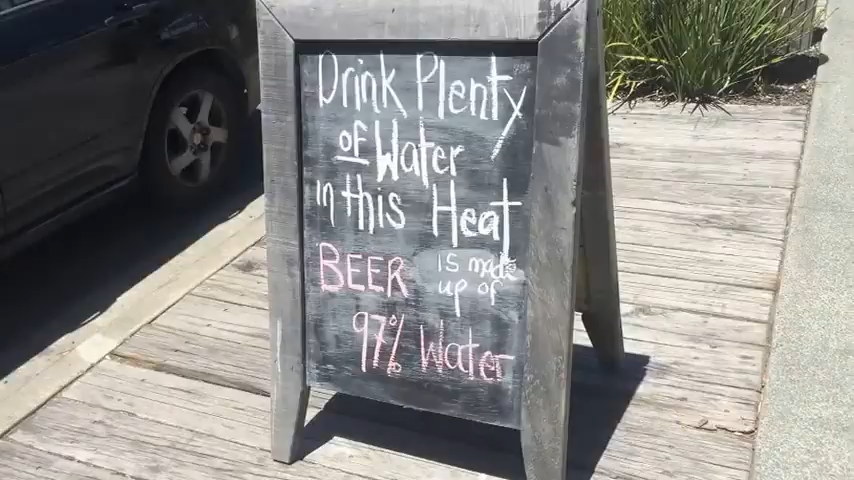 Drink Plenty
of Water
in this Heat
BEER is made
up of
97% Water